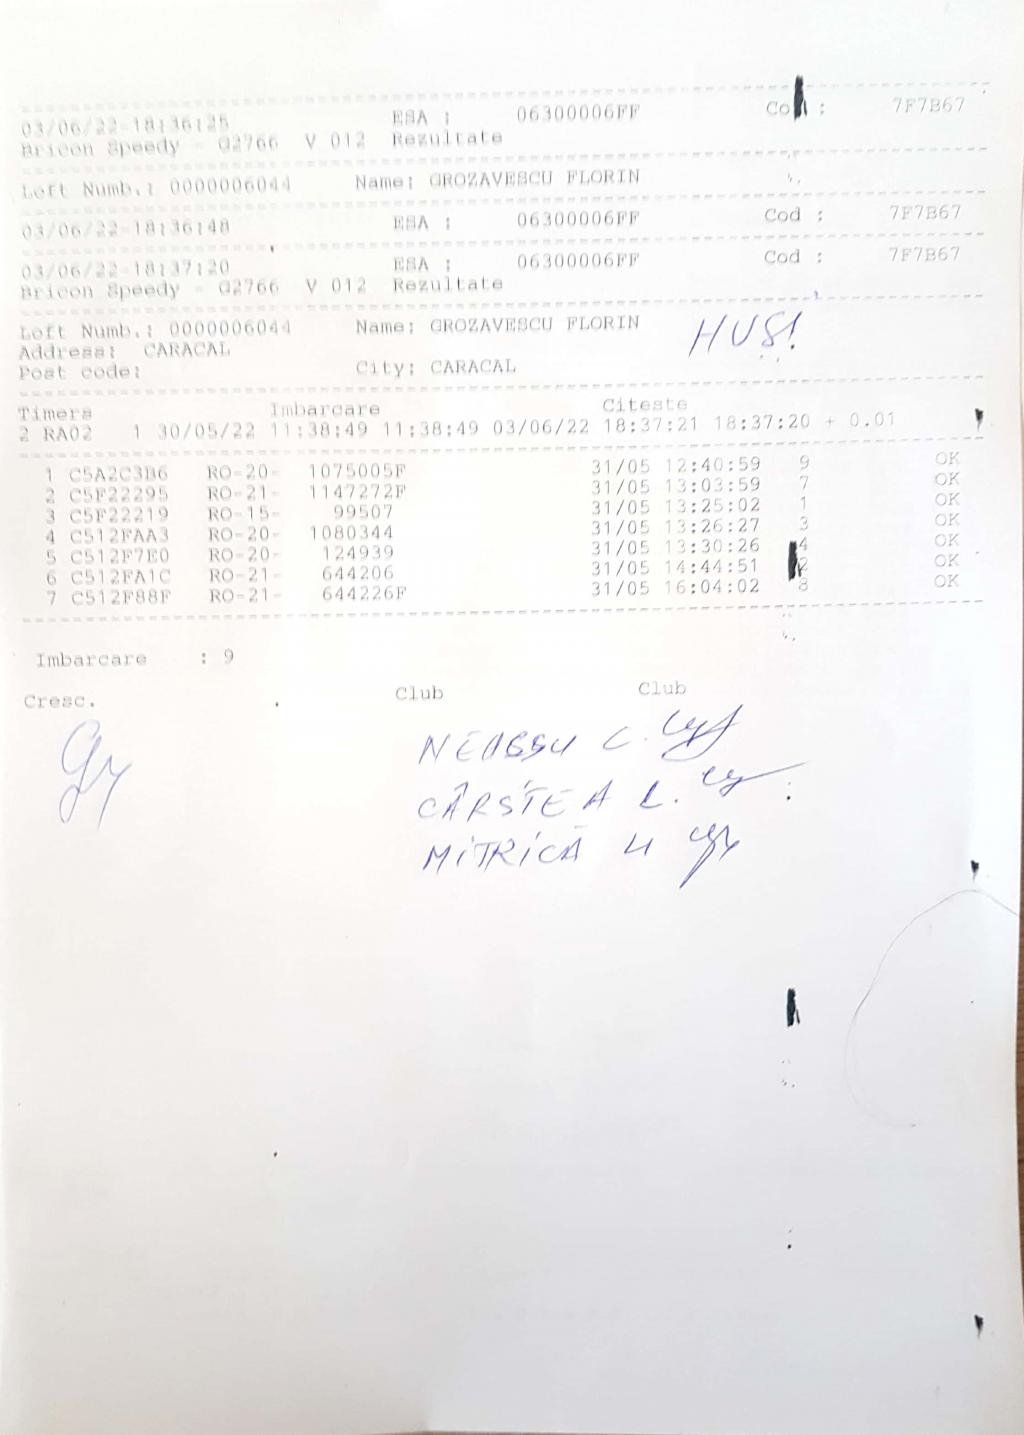 03/06/22-18:36:25 ESA : 06300006FF Cod : 7F7B67
Bricon Speedy - G2766 V 012 Rezultate
Loft Numb.: 0000006044 Name: GROZAVESCU FLORIN
03/06/22-18:36:48 ESA : 06300006FF Cod : 7F7B67
03/06/22-18:37:20 ESA : 06300006FF Cod : 7F7B67
Bricon Speedy - G2766 V 012 Rezultate
Loft Numb.: 0000006044 Name: GROZAVESCU FLORIN
HUSI
Address: CARACAL
Post code: City: CARACAL
Timers Imbarcare Citeste
2 RA02 1 30/05/22 11:38:49 11:38:49 03/06/22 18:37:21 18:37:20 + 0.01
1 C5A2C3B6 RO-20- 1075005F 31/05 12:40:59 9 OK
2 C5F22295 RO-21- 1147272F 31/05 13:03:59 7 OK
3 C5F22219 RO-15- 99507 31/05 13:25:02 1 OK
4 C512FAA3 RO-20- 1080344 31/05 13:26:27 3 OK
5 C512F7E0 RO-20- 124939 31/05 13:30:26 4 OK
6 C512FA1C RO-21- 644206 31/05 14:44:51 2 OK
7 C512F88F RO-21- 644226F 31/05 16:04:02 8 OK
Imbarcare : 9
Cresc. Club Club
C.
CÂRSTEA L.
MITRICĂ